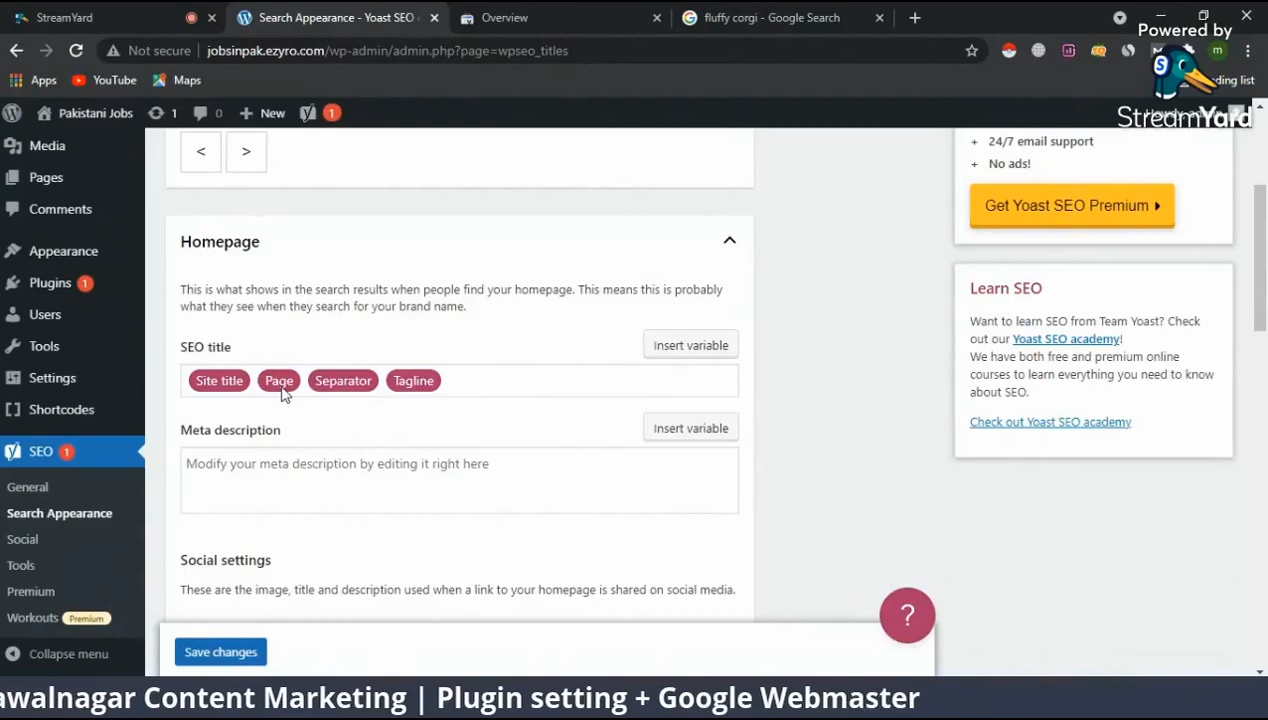 StreamYard
Search Appearance - Yoast SEO
Overview
fluffy corgi - Google Search
Powered by
Not secure
jobsinpak.ezyro.com/wp-admin/admin.php?page=wpseo_titles
m
Apps
YouTube
Maps
ding list
StreamYard
Pakistani Jobs
1
0
New
1
Media
Pages
Comments
Appearance
Plugins 1
Users
Tools
Settings
Shortcodes
SEO 1
General
Search Appearance
Social
Tools
Premium
Workouts Premium
Collapse menu
< >
Homepage
This is what shows in the search results when people find your homepage. This means this is probably
what they see when they search for your brand name.
SEO title
Insert variable
Site title Page Separator Tagline
Meta description
Insert variable
Modify your meta description by editing it right here
Social settings
These are the image, title and description used when a link to your homepage is shared on social media.
Save changes
?
+ 24/7 email support
+ No ads!
Get Yoast SEO Premium
Learn SEO
Want to learn SEO from Team Yoast? Check
out our Yoast SEO academy!
We have both free and premium online
courses to learn everything you need to know
about SEO.
Check out Yoast SEO academy
awalnagar Content Marketing | Plugin setting + Google Webmaster